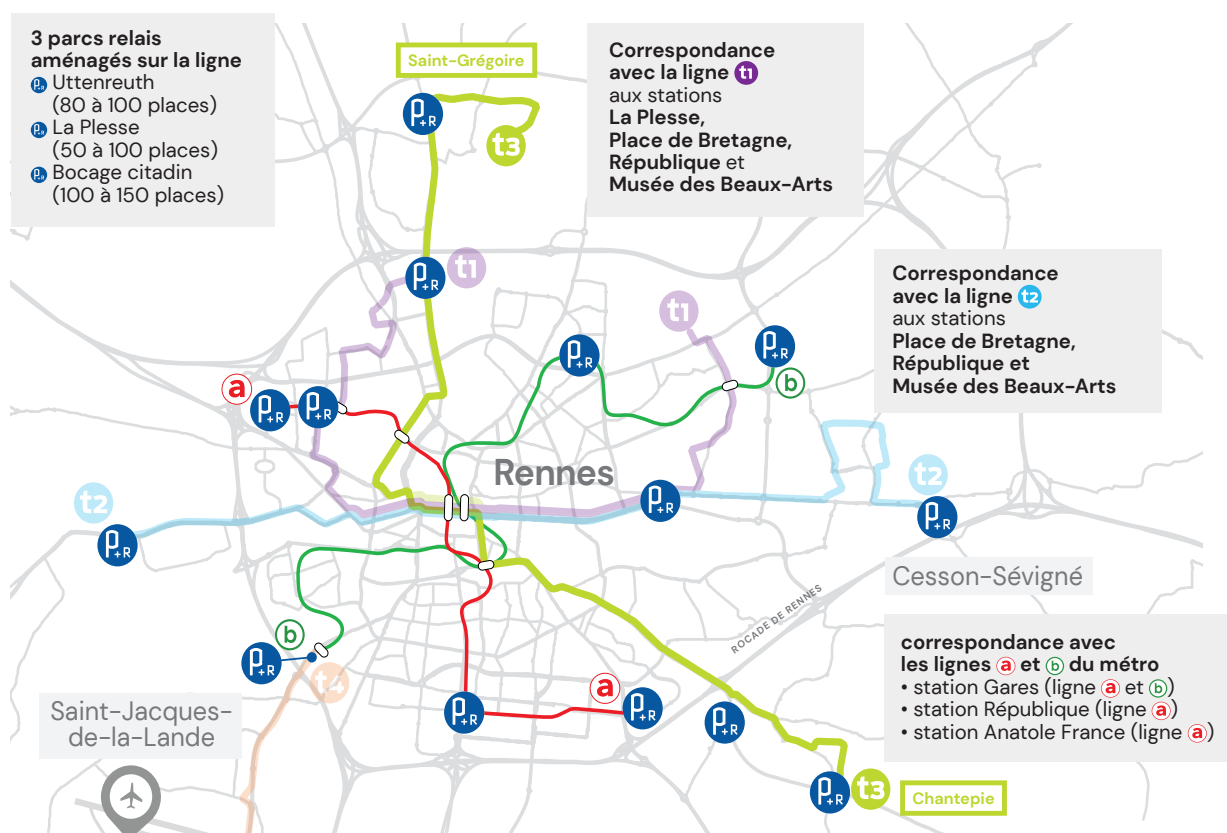 3 parcs relais
aménagés sur la ligne
P+R Uttenreuth
(80 à 100 places)
P+R La Plesse
(50 à 100 places)
P+R Bocage citadin
(100 à 150 places)
Saint-Grégoire
P+R
t3
Correspondance
avec la ligne t1
aux stations
La Plesse,
Place de Bretagne,
République et
Musée des Beaux-Arts
P+R
t1
t1
Correspondance
avec la ligne t2
aux stations
Place de Bretagne,
République et
Musée des Beaux-Arts
P+R
P+R
b
a
P+R
P+R
Rennes
t2
P+R
P+R
t2
P+R
Cesson-Sévigné
ROCADE DE RENNES
b
P+R
t4
Saint-Jacques-
de-la-Lande
a
P+R
P+R
P+R
correspondance avec
les lignes a et b du métro
• station Gares (ligne a et b)
• station République (ligne a)
• station Anatole France (ligne a)
P+R
t3
Chantepie